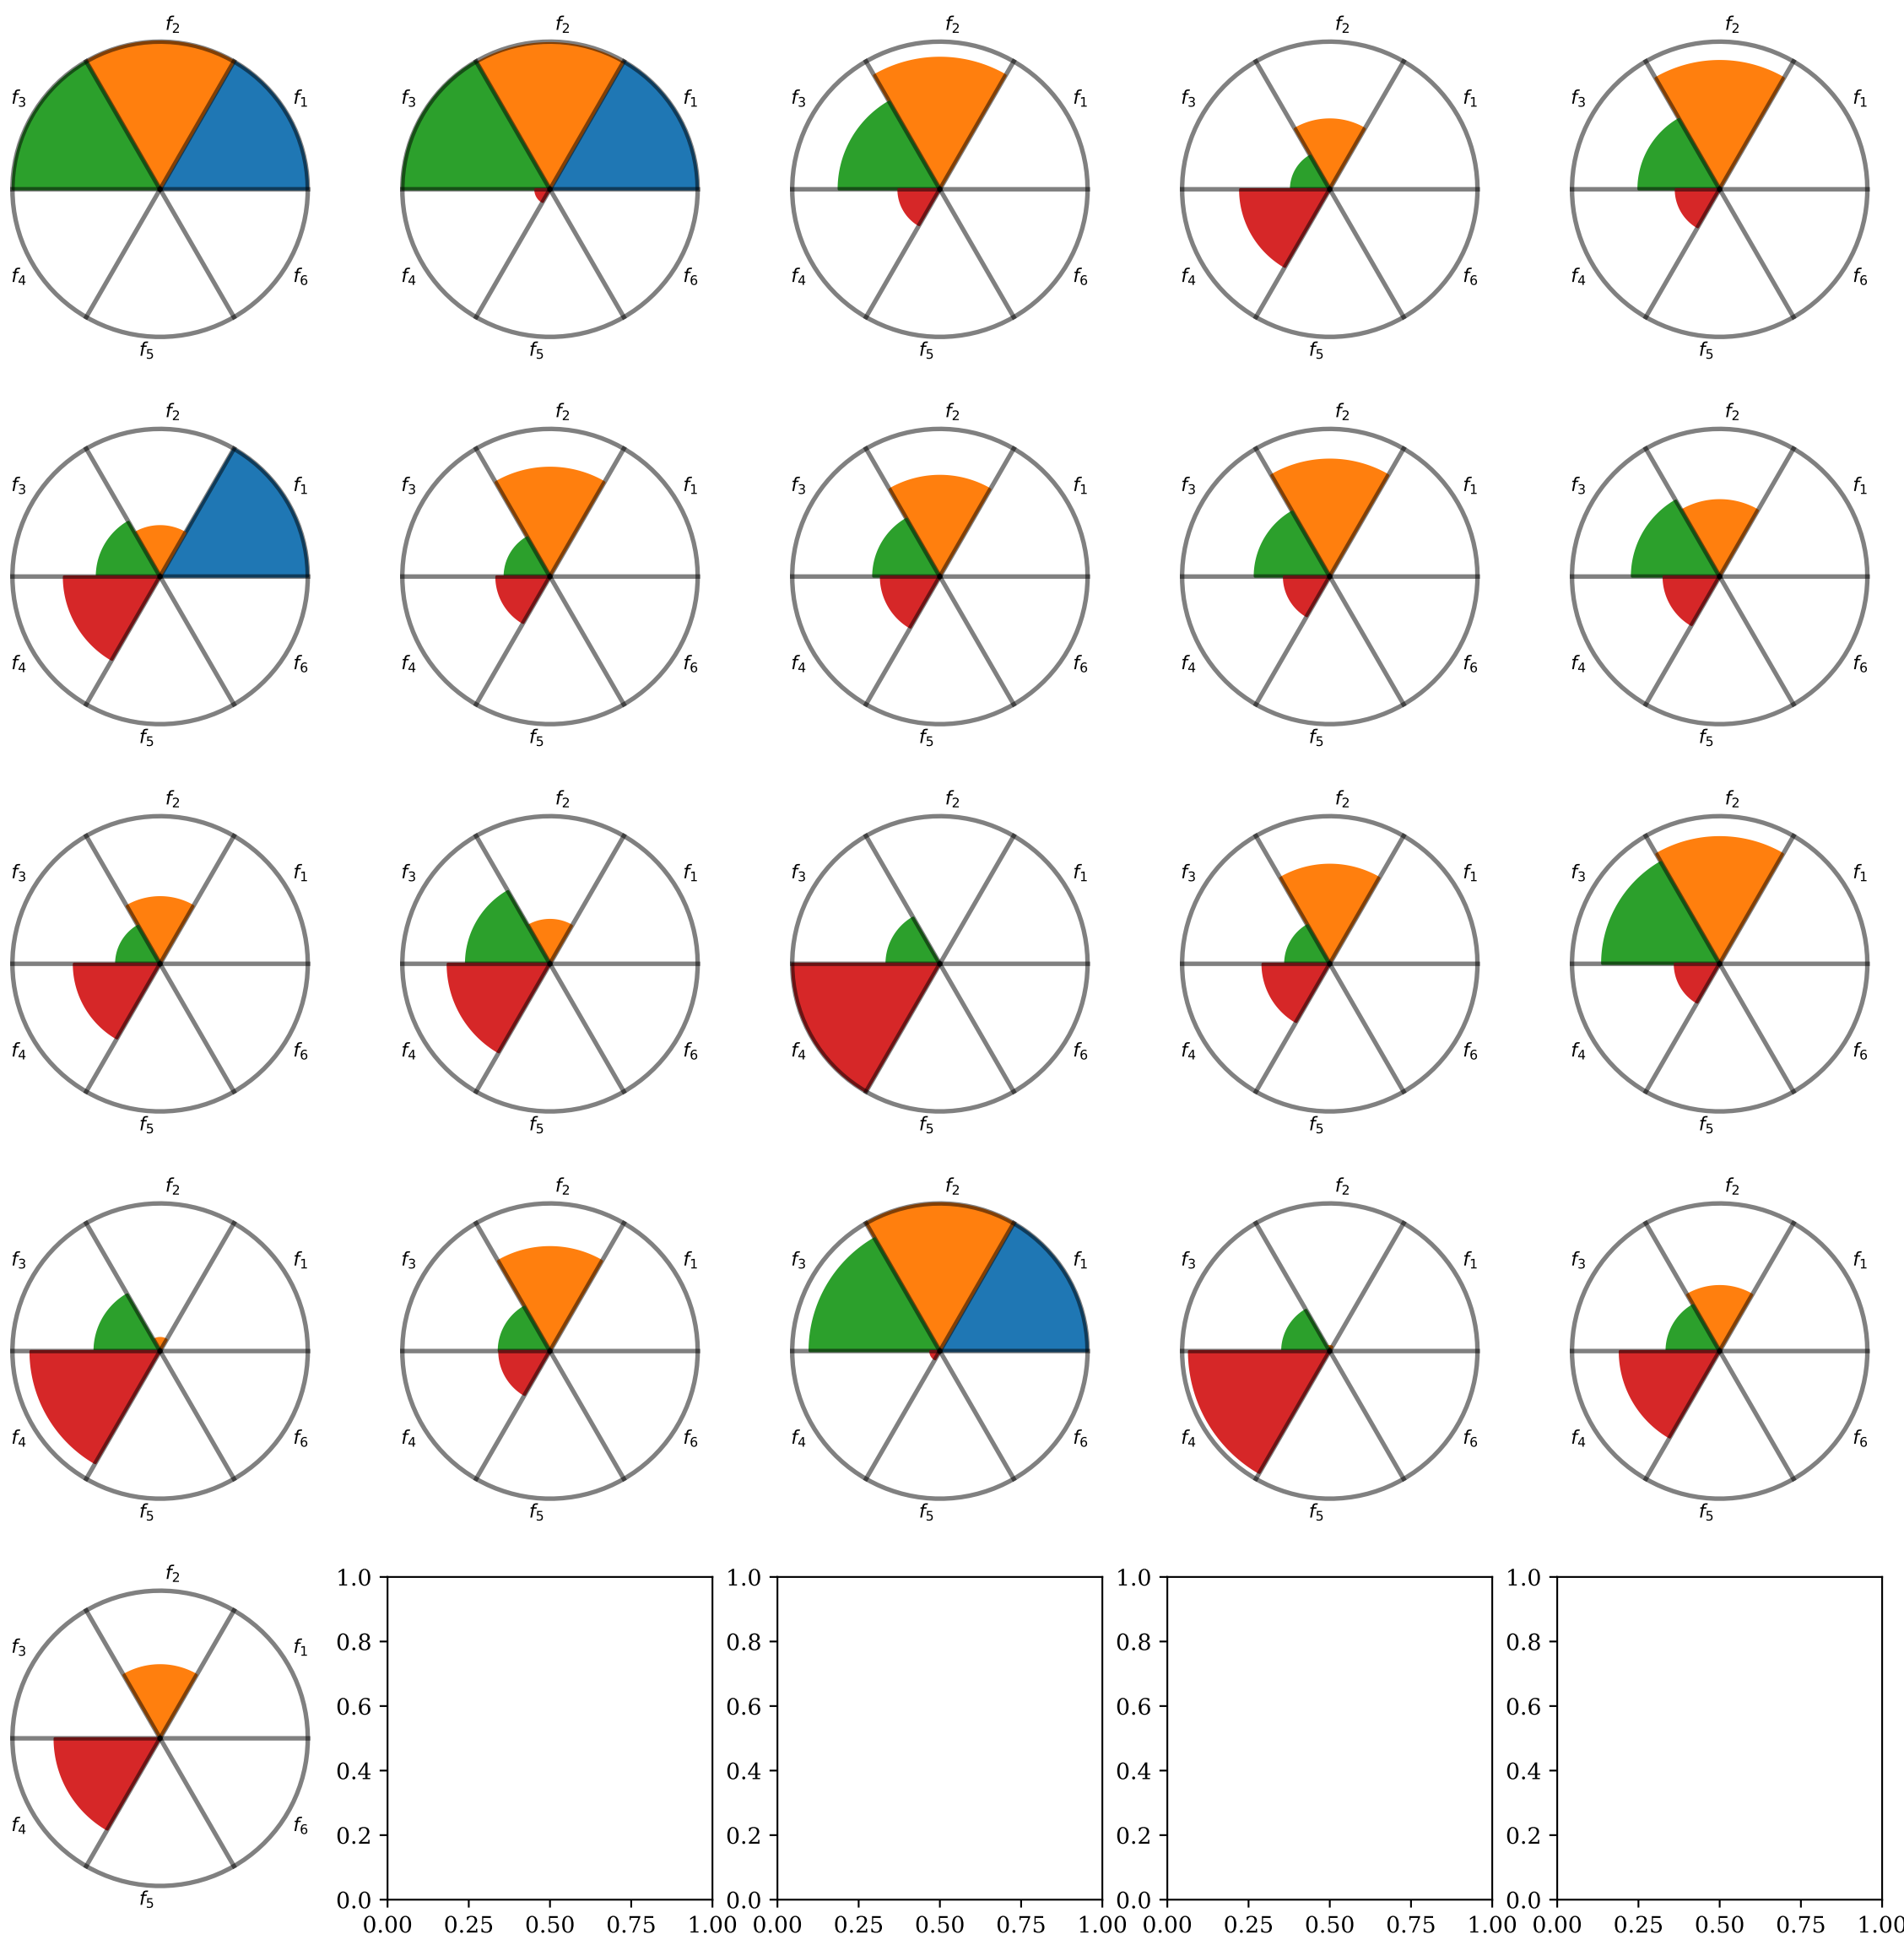 f₂ f₂ f₂ f₂ f₂
f₃ f₁ f₃ f₁ f₃ f₁ f₃ f₁ f₃ f₁
f₄ f₆ f₄ f₆ f₄ f₆ f₄ f₆ f₄ f₆
f₅ f₅ f₅ f₅ f₅
f₂ f₂ f₂ f₂ f₂
f₃ f₁ f₃ f₁ f₃ f₁ f₃ f₁ f₃ f₁
f₄ f₆ f₄ f₆ f₄ f₆ f₄ f₆ f₄ f₆
f₅ f₅ f₅ f₅ f₅
f₂ f₂ f₂ f₂ f₂
f₃ f₁ f₃ f₁ f₃ f₁ f₃ f₁ f₃ f₁
f₄ f₆ f₄ f₆ f₄ f₆ f₄ f₆ f₄ f₆
f₅ f₅ f₅ f₅ f₅
f₂ f₂ f₂ f₂ f₂
f₃ f₁ f₃ f₁ f₃ f₁ f₃ f₁ f₃ f₁
f₄ f₆ f₄ f₆ f₄ f₆ f₄ f₆ f₄ f₆
f₅ f₅ f₅ f₅ f₅
f₂ 1.0 1.0 1.0 1.0
0.8 0.8 0.8 0.8
f₃ f₁
0.6 0.6 0.6 0.6
0.4 0.4 0.4 0.4
f₄ f₆
0.2 0.2 0.2 0.2
f₅ 0.0 0.0 0.0 0.0
0.00 0.25 0.50 0.75 1.00 0.00 0.25 0.50 0.75 1.00 0.00 0.25 0.50 0.75 1.00 0.00 0.25 0.50 0.75 1.00